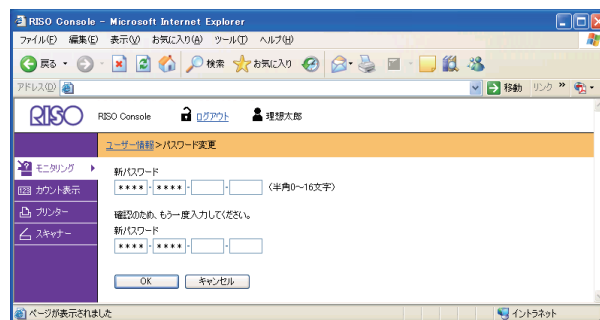 RISO Console - Microsoft Internet Explorer
ファイル(F) 編集(E) 表示(V) お気に入り(A) ツール(T) ヘルプ(H)
戻る 検索 お気に入り
アドレス(D) 移動 リンク »
RISO RISO Console ログアウト 理想太郎
ユーザー情報>パスワード変更
モニタリング
カウント表示
プリンター
スキャナー
新パスワード
**** - **** - - (半角0~16文字)
確認のため、もう一度入力してください。
新パスワード
**** - **** - -
OK キャンセル
ページが表示されました イントラネット